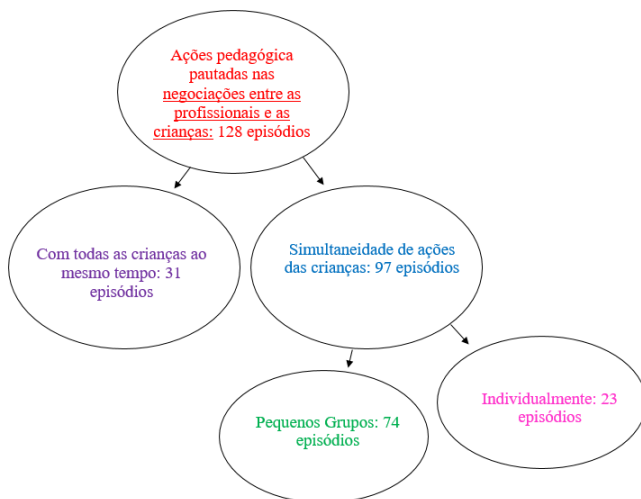 Ações pedagógica
pautadas nas
negociações entre as
profissionais e as
crianças: 128 episódios
Com todas as crianças ao
mesmo tempo: 31
episódios
Simultaneidade de ações
das crianças: 97 episódios
Pequenos Grupos: 74
episódios
Individualmente: 23
episódios